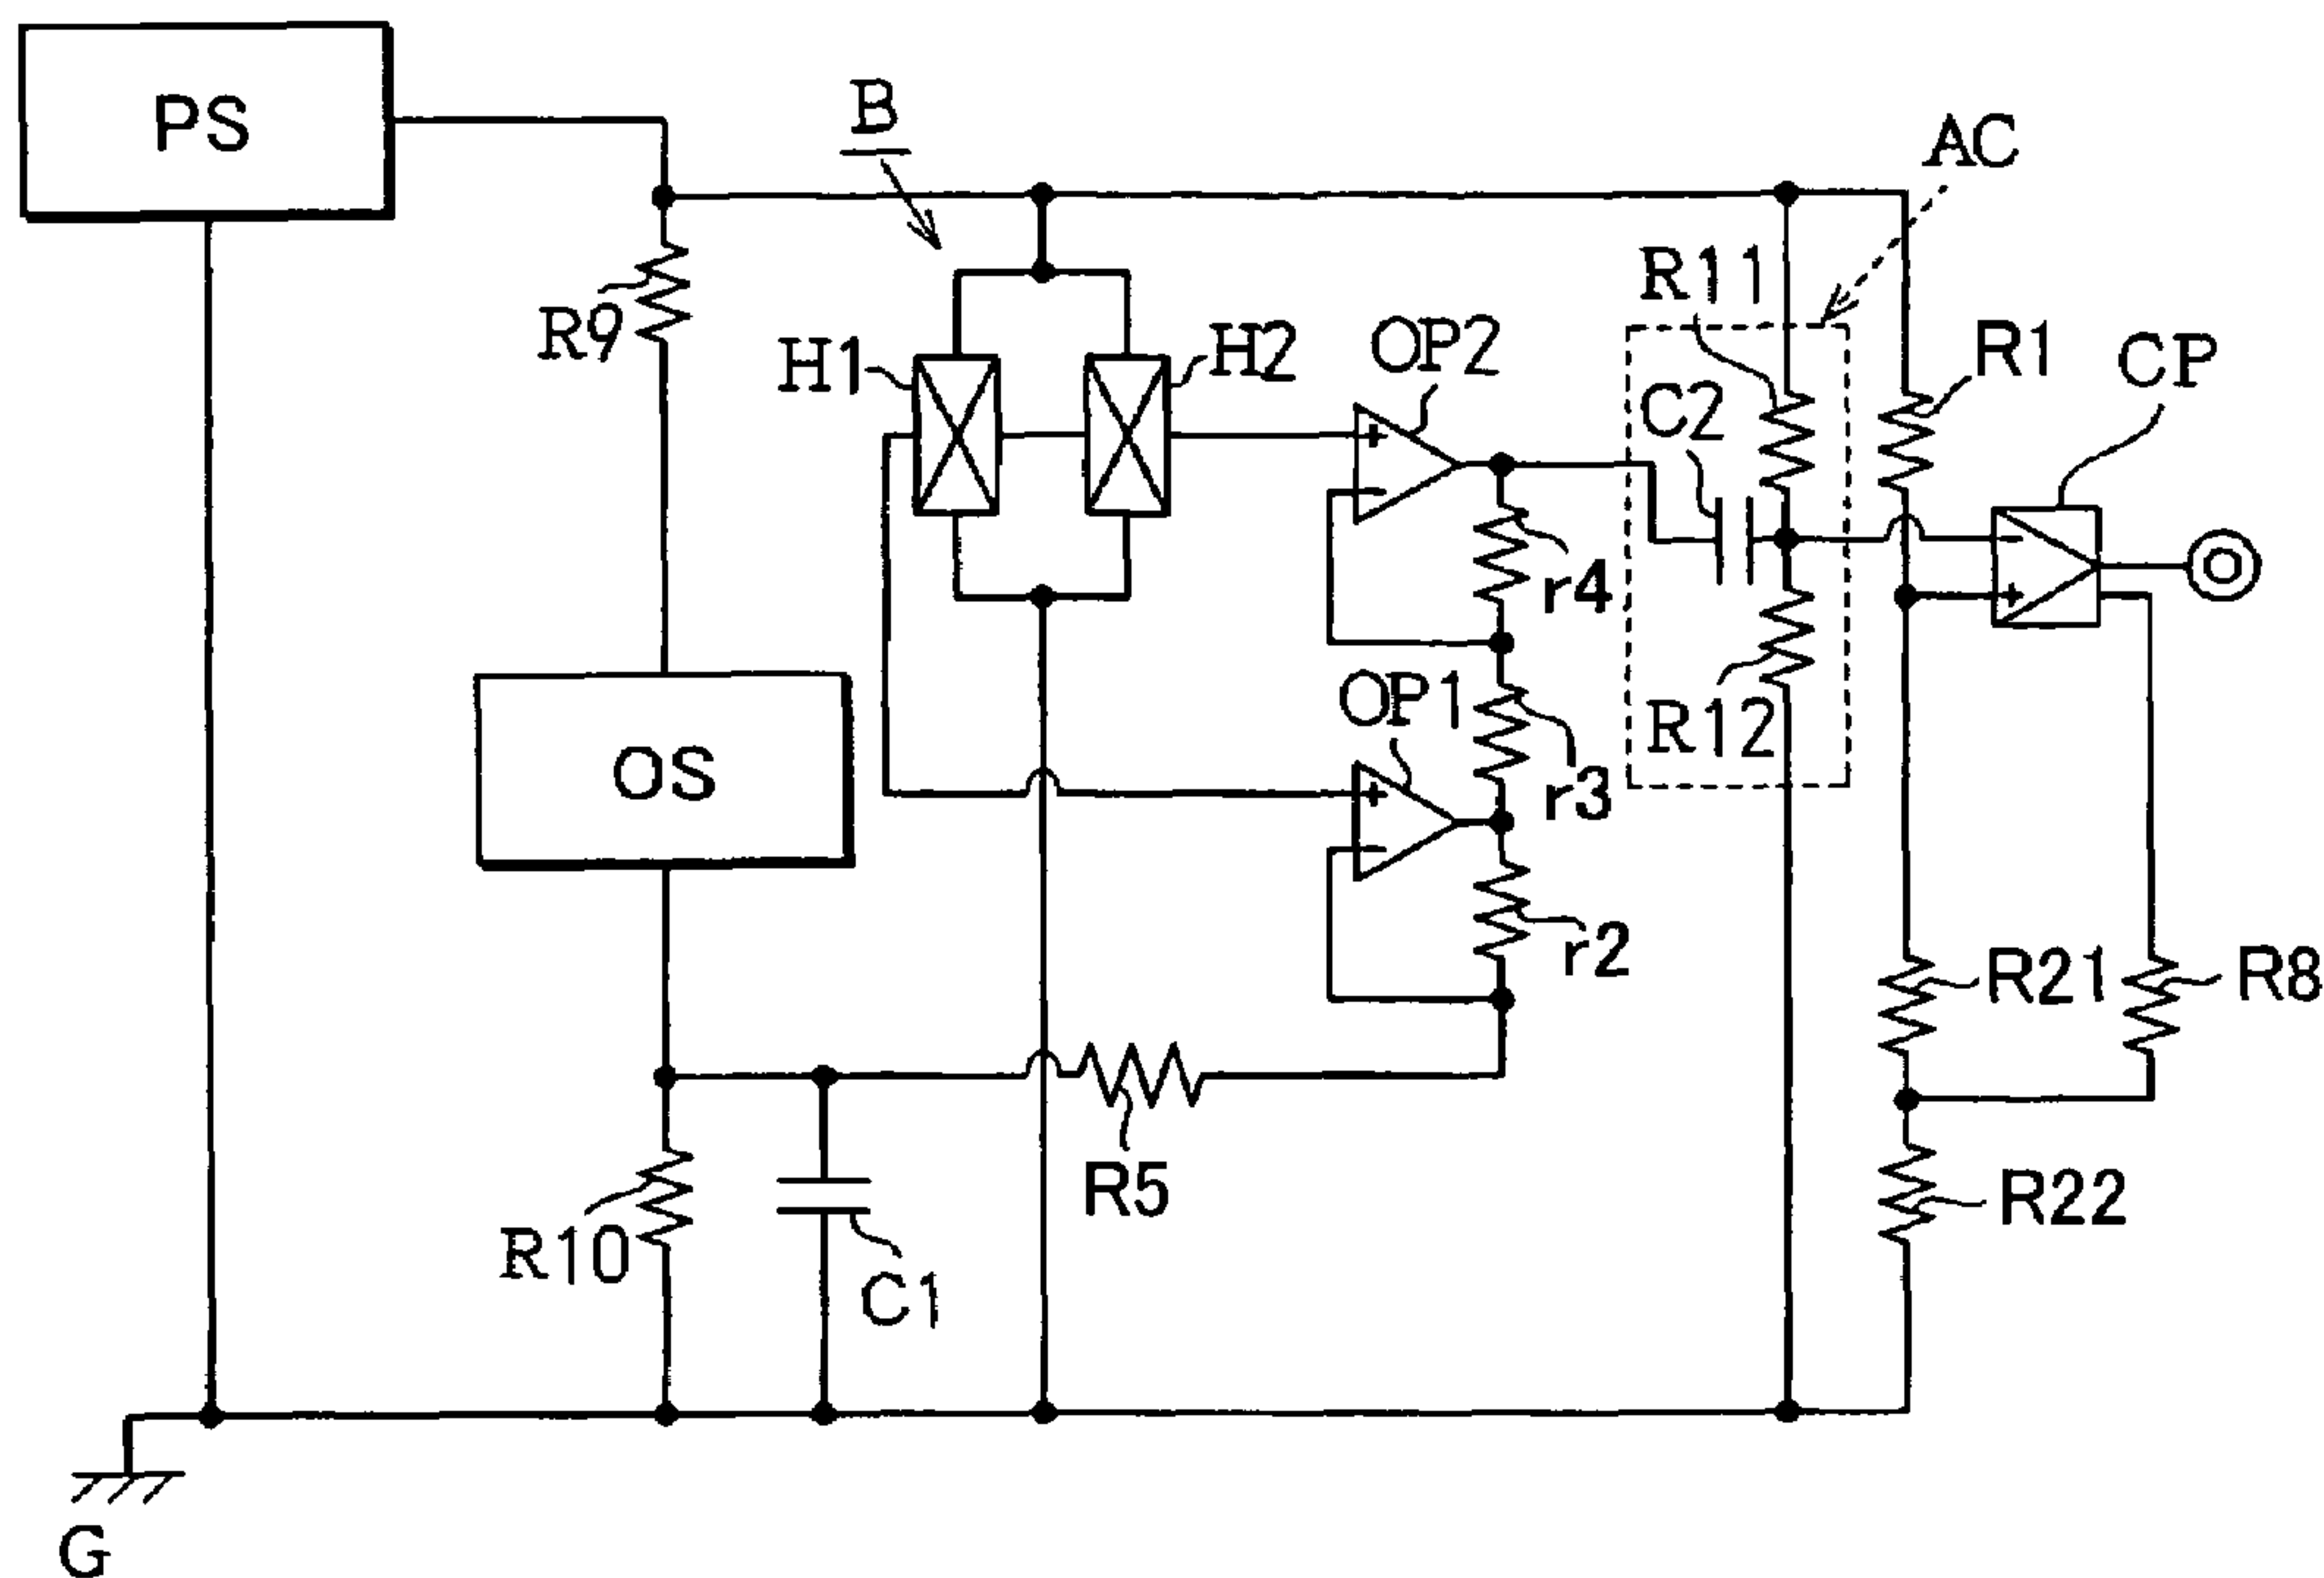 PS
B
AC
R11
R9
H1
H2
OP2
C2
R1
CP
+
−
r4
−
+
OP1
R12
OS
r3
+
−
r2
R21
R8
R5
R22
R10
C1
G